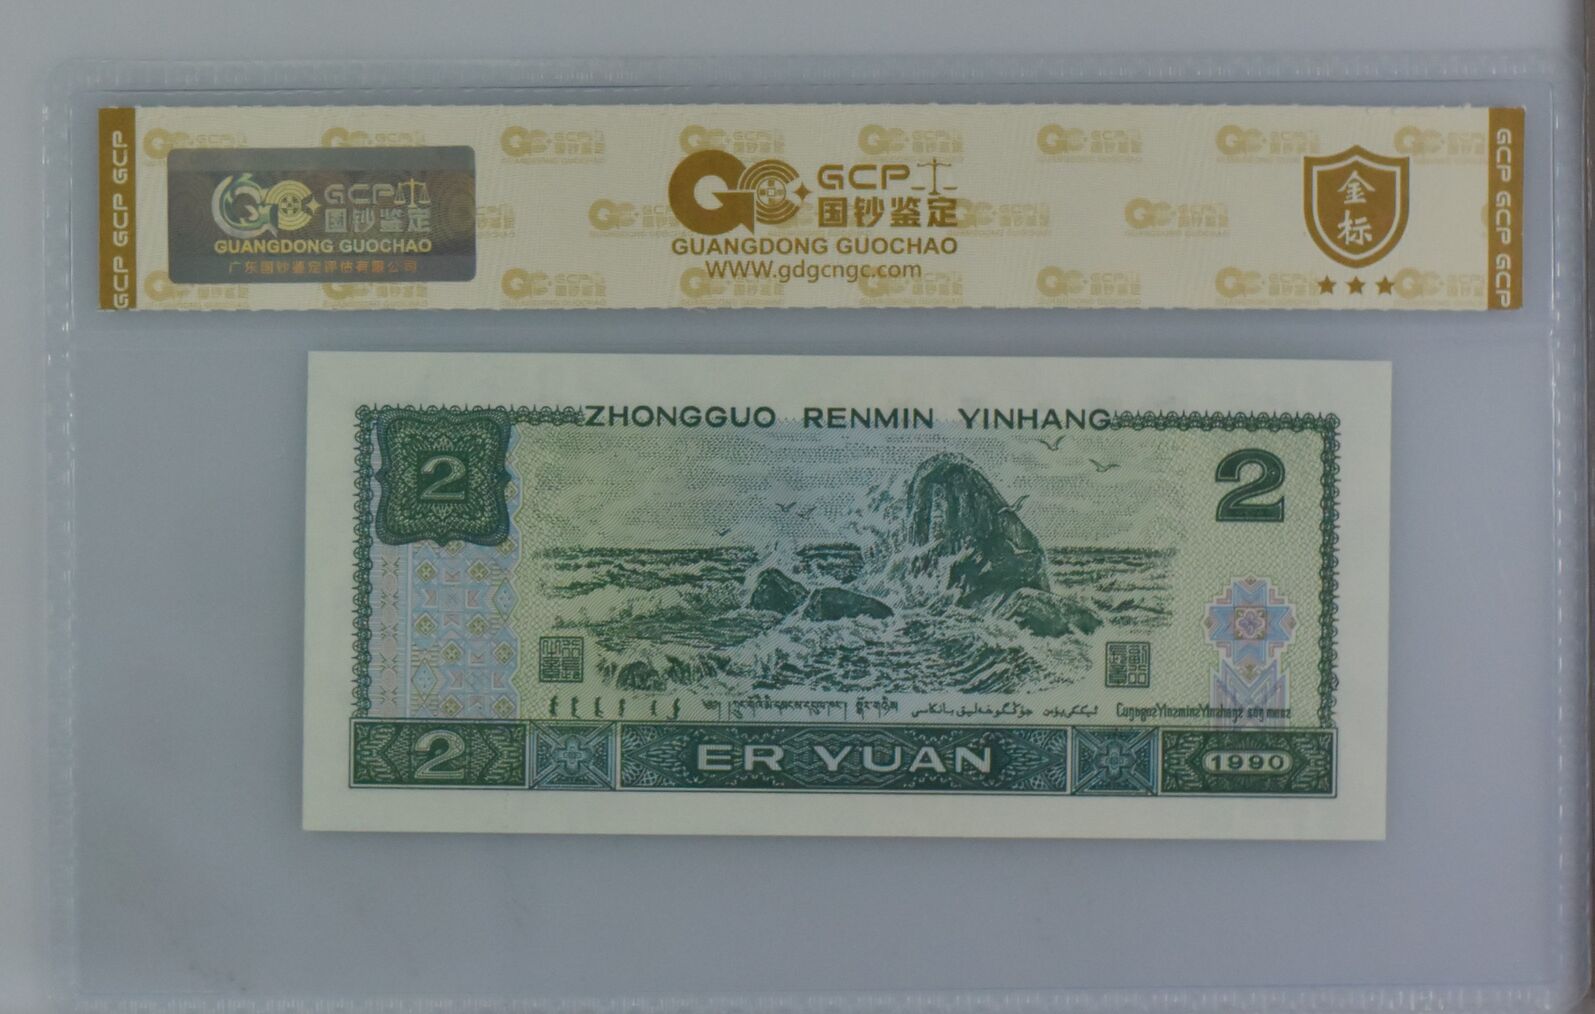 GCP GCP GCP
GCP
国钞鉴定
GUANGDONG GUOCHAO
广东国钞鉴定评估有限公司
GCP
国钞鉴定
GUANGDONG GUOCHAO
WWW.gdgcngc.com
金标
GCP GCP GCP
ZHONGGUO RENMIN YINHANG
2
2
2
ER YUAN
1990